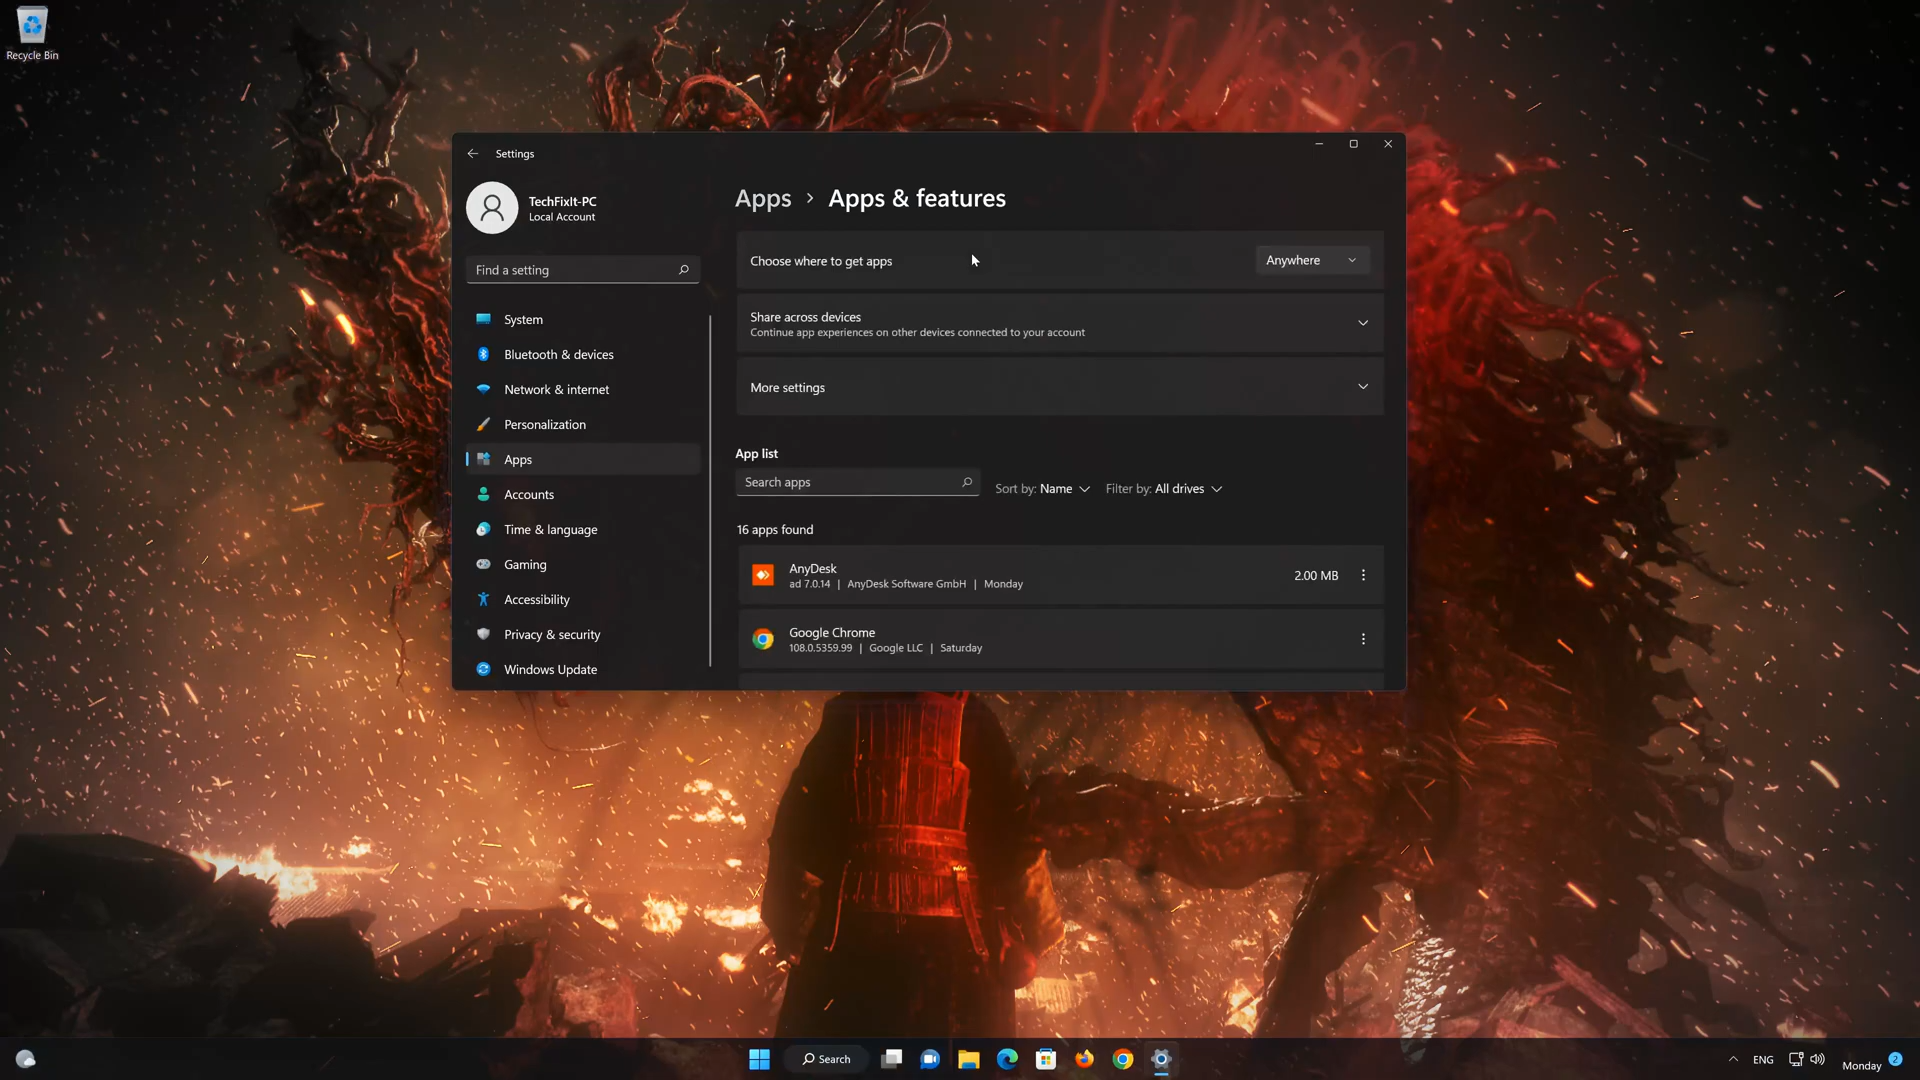 Recycle Bin
Settings
TechFixIt-PC
Local Account
Find a setting
System
Bluetooth & devices
Network & internet
Personalization
Apps
Accounts
Time & language
Gaming
Accessibility
Privacy & security
Windows Update
Apps > Apps & features
Choose where to get apps
Anywhere
Share across devices
Continue app experiences on other devices connected to your account
More settings
App list
Search apps
Sort by: Name
Filter by: All drives
16 apps found
AnyDesk
ad 7.0.14 | AnyDesk Software GmbH | Monday
2.00 MB
Google Chrome
108.0.5359.99 | Google LLC | Saturday
Search
ENG
Monday
2